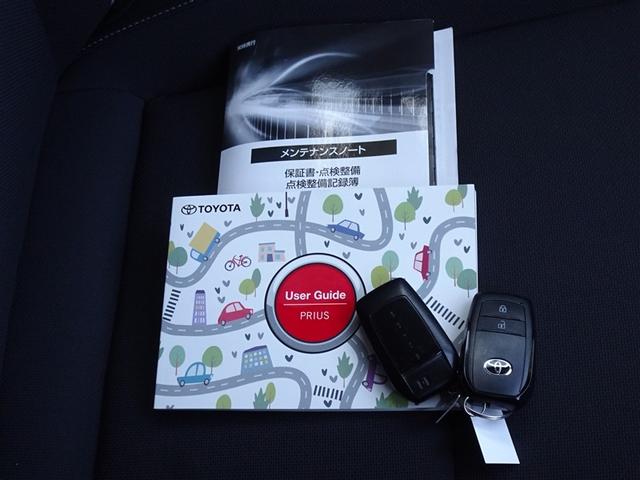 メンテナンスノート
保証書・点検整備
点検整備記録簿
TOYOTA
User Guide
PRIUS